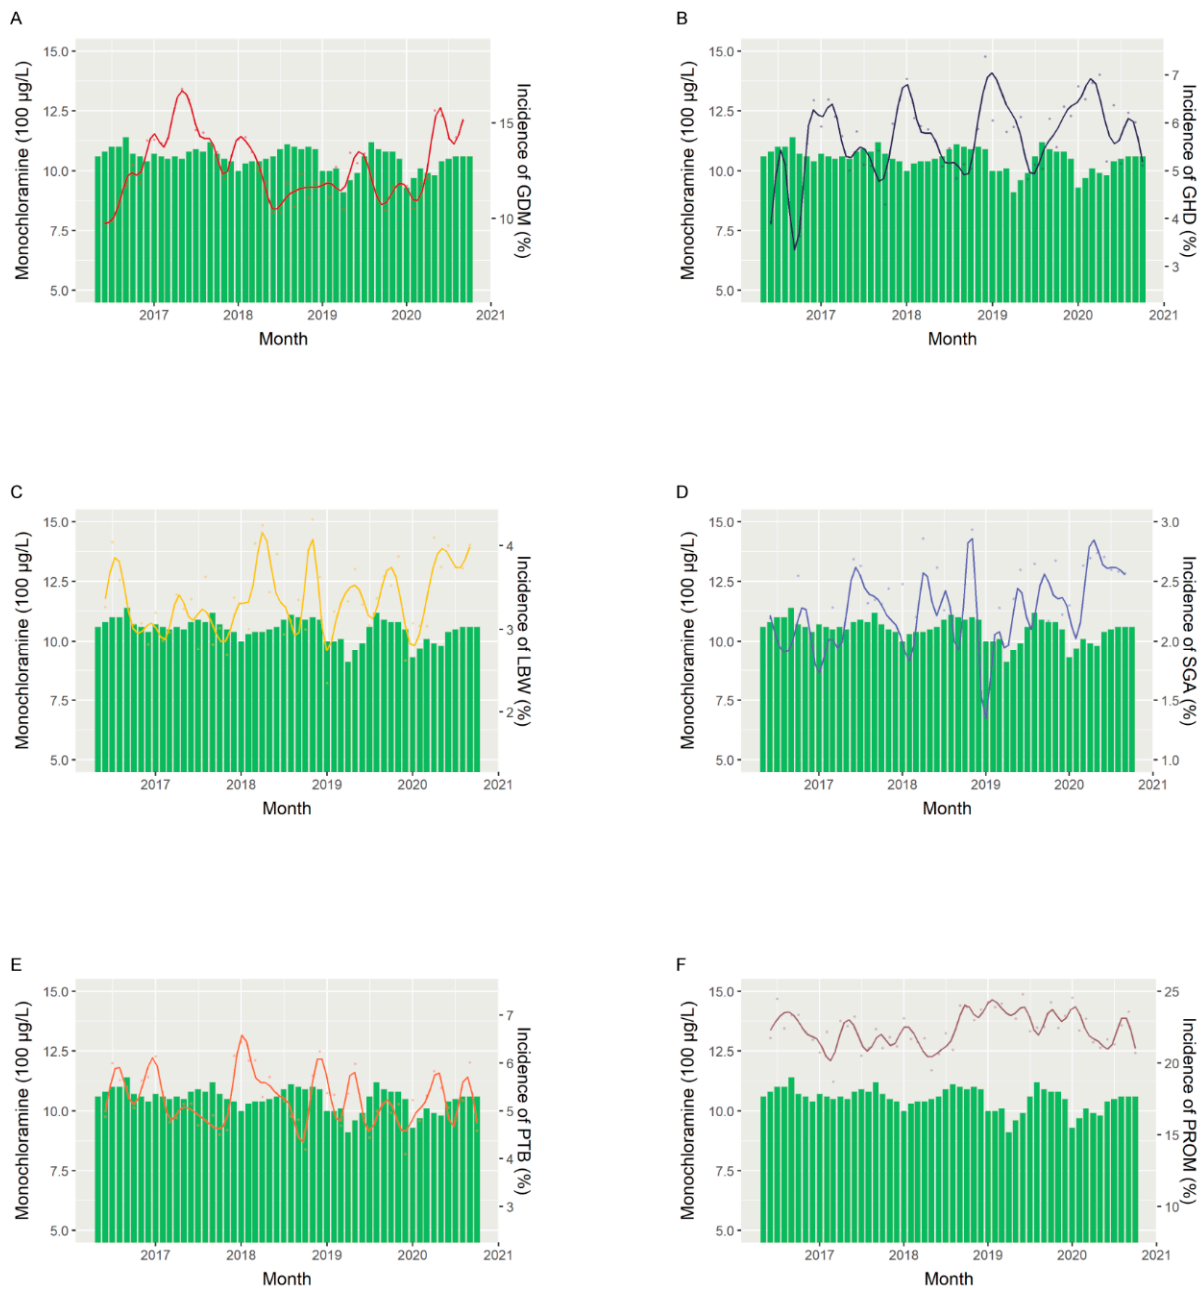 A
Monochloramine (100 µg/L)
15.0
12.5
10.0
7.5
5.0
15
10
Incidence of GDM (%)
2017 2018 2019 2020 2021
Month
B
Monochloramine (100 µg/L)
15.0
12.5
10.0
7.5
5.0
7
6
5
4
3
Incidence of GHD (%)
2017 2018 2019 2020 2021
Month
C
Monochloramine (100 µg/L)
15.0
12.5
10.0
7.5
5.0
4
3
2
Incidence of LBW (%)
2017 2018 2019 2020 2021
Month
D
Monochloramine (100 µg/L)
15.0
12.5
10.0
7.5
5.0
3.0
2.5
2.0
1.5
1.0
Incidence of SGA (%)
2017 2018 2019 2020 2021
Month
E
Monochloramine (100 µg/L)
15.0
12.5
10.0
7.5
5.0
7
6
5
4
3
Incidence of PTB (%)
2017 2018 2019 2020 2021
Month
F
Monochloramine (100 µg/L)
15.0
12.5
10.0
7.5
5.0
25
20
15
10
Incidence of PROM (%)
2017 2018 2019 2020 2021
Month